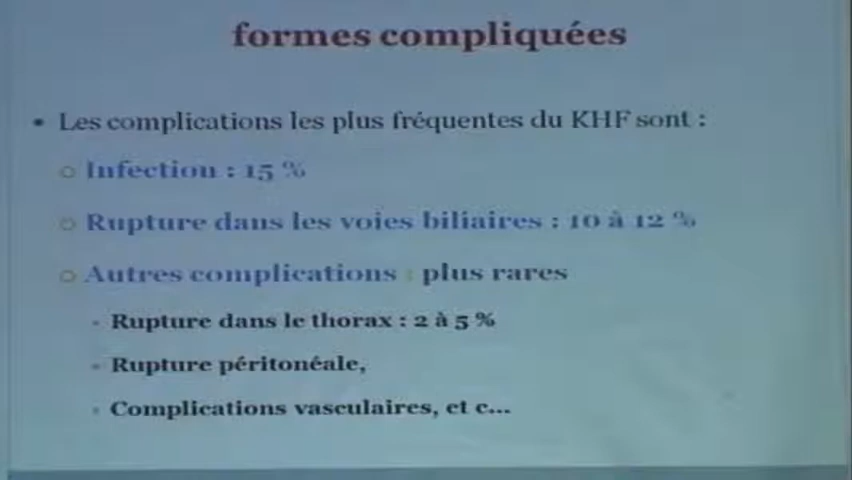 formes compliquées
• Les complications les plus fréquentes du KHF sont :
Infection : 15 %
Rupture dans les voies biliaires : 10 à 12 %
Autres complications : plus rares
Rupture dans le thorax : 2 à 5 %
Rupture péritonéale,
Complications vasculaires, et c...